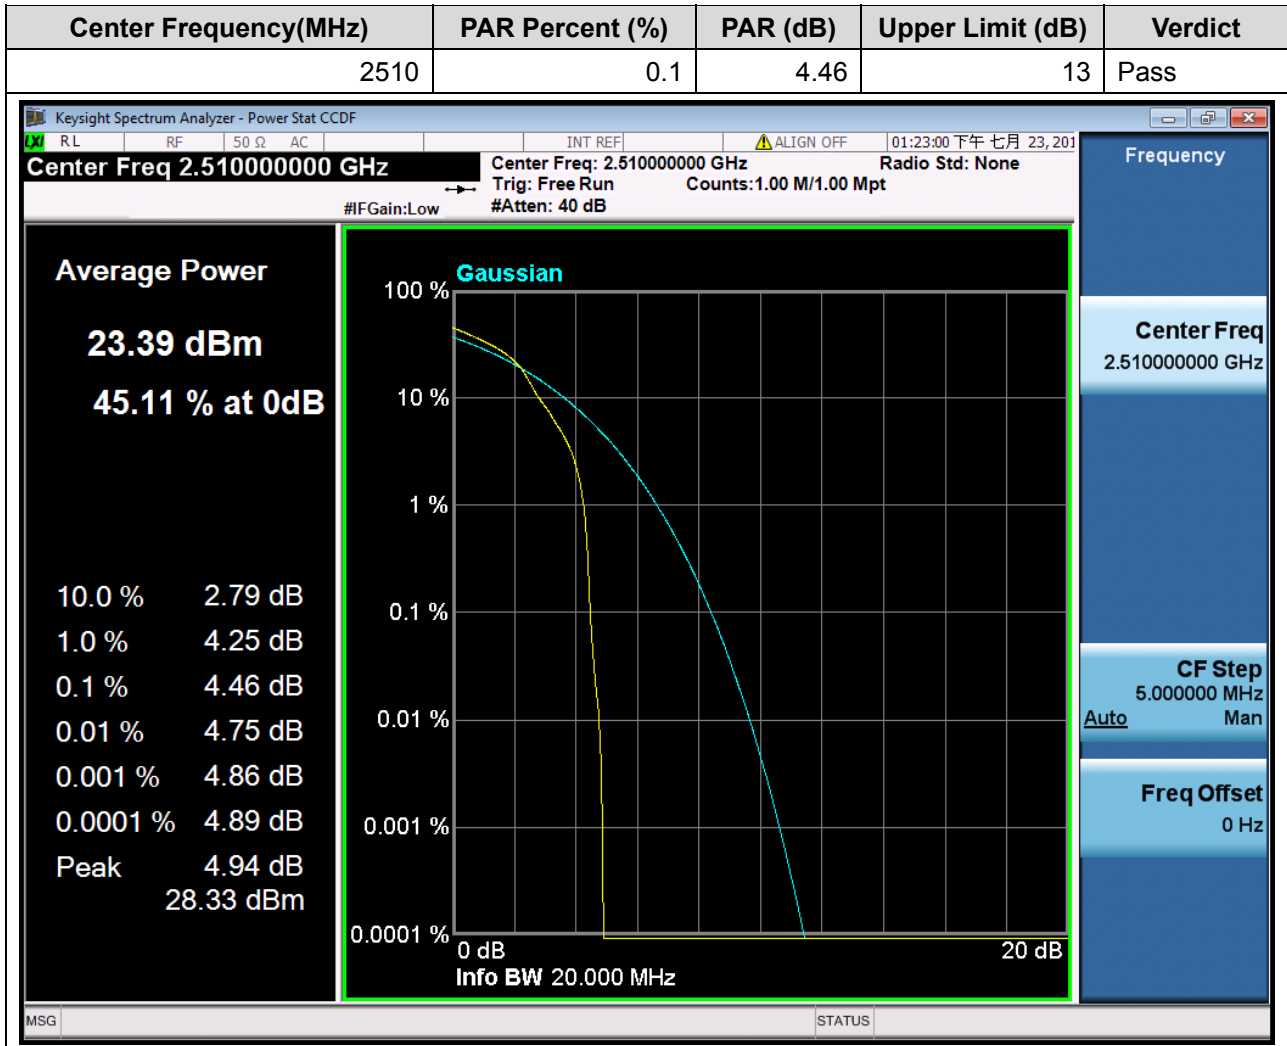 Center Frequency(MHz) PAR Percent (%) PAR (dB) Upper Limit (dB) Verdict
2510 0.1 4.46 13 Pass
Keysight Spectrum Analyzer - Power Stat CCDF
LXI RL RF 50 Ω AC INT REF ALIGN OFF 01:23:00 下午 七月 23, 201
Center Freq 2.510000000 GHz
#IFGain:Low
Center Freq: 2.510000000 GHz Radio Std: None
Trig: Free Run Counts:1.00 M/1.00 Mpt
#Atten: 40 dB
Average Power
23.39 dBm
45.11 % at 0dB
10.0 % 2.79 dB
1.0 % 4.25 dB
0.1 % 4.46 dB
0.01 % 4.75 dB
0.001 % 4.86 dB
0.0001 % 4.89 dB
Peak 4.94 dB
28.33 dBm
Gaussian
100 %
10 %
1 %
0.1 %
0.01 %
0.001 %
0.0001 %
0 dB 20 dB
Info BW 20.000 MHz
Frequency
Center Freq
2.510000000 GHz
CF Step
5.000000 MHz
Auto Man
Freq Offset
0 Hz
MSG STATUS